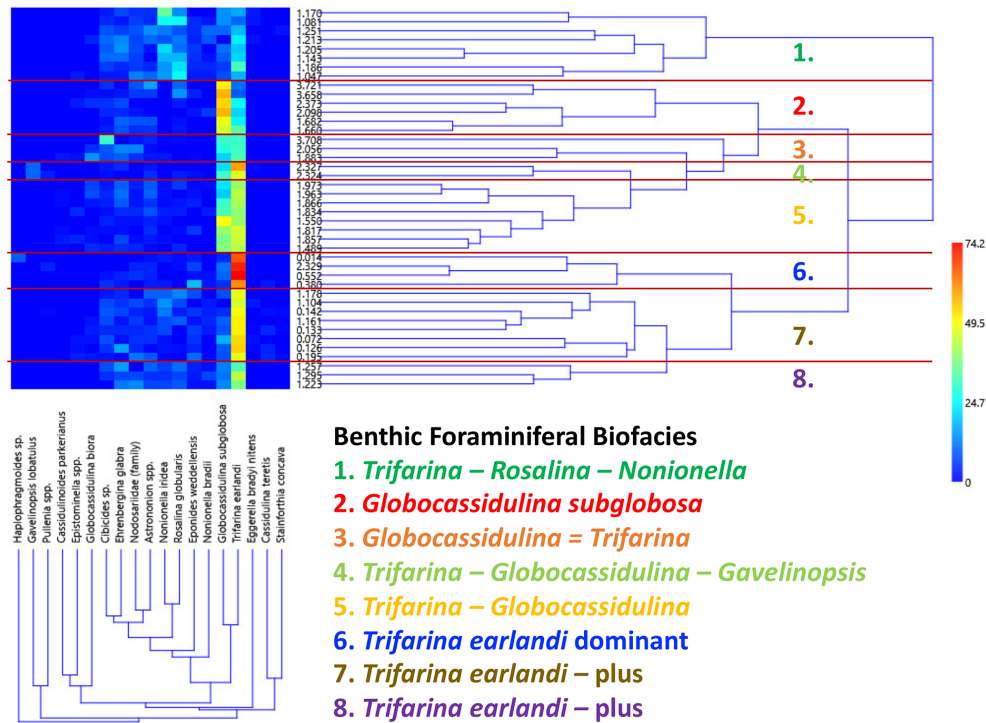 1.170
1.081
1.251
1.213
1.205
1.143
1.186
1.047
3.721
3.658
2.373
2.098
1.682
1.660
3.708
2.056
1.883
2.327
2.324
1.973
1.963
1.866
1.834
1.550
1.817
1.857
1.489
0.014
2.329
0.552
0.380
1.178
1.104
0.142
1.161
0.133
0.072
0.126
0.195
1.257
1.295
1.223
1.
2.
3.
4.
5.
6.
7.
8.
74.2
49.5
24.7
0
Haplophragmoides sp.
Gavelinopsis lobatulus
Pullenia spp.
Cassidulinoides parkerianus
Epistominella spp.
Globocassidulina biora
Cibicides sp.
Ehrenbergina glabra
Nodosariidae (family)
Astrononion spp.
Nonionella iridea
Rosalina globularis
Eponides weddellensis
Nonionella bradii
Globocassidulina subglobosa
Trifarina earlandi
Eggerella bradyi nitens
Cassidulina teretis
Stainforthia concava
Benthic Foraminiferal Biofacies
1. Trifarina – Rosalina – Nonionella
2. Globocassidulina subglobosa
3. Globocassidulina = Trifarina
4. Trifarina – Globocassidulina – Gavelinopsis
5. Trifarina – Globocassidulina
6. Trifarina earlandi dominant
7. Trifarina earlandi – plus
8. Trifarina earlandi – plus